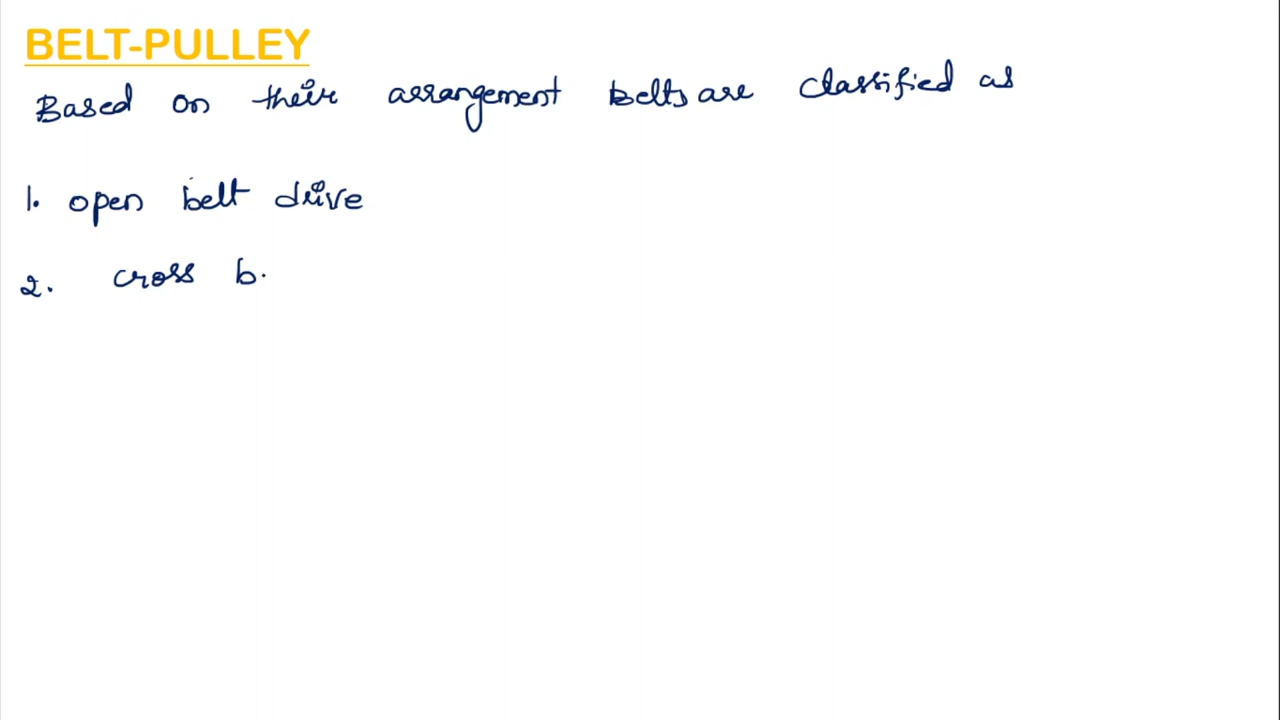 BELT-PULLEY
Based on their arrangement belts are classified as
1. open belt drive
2. cross b.